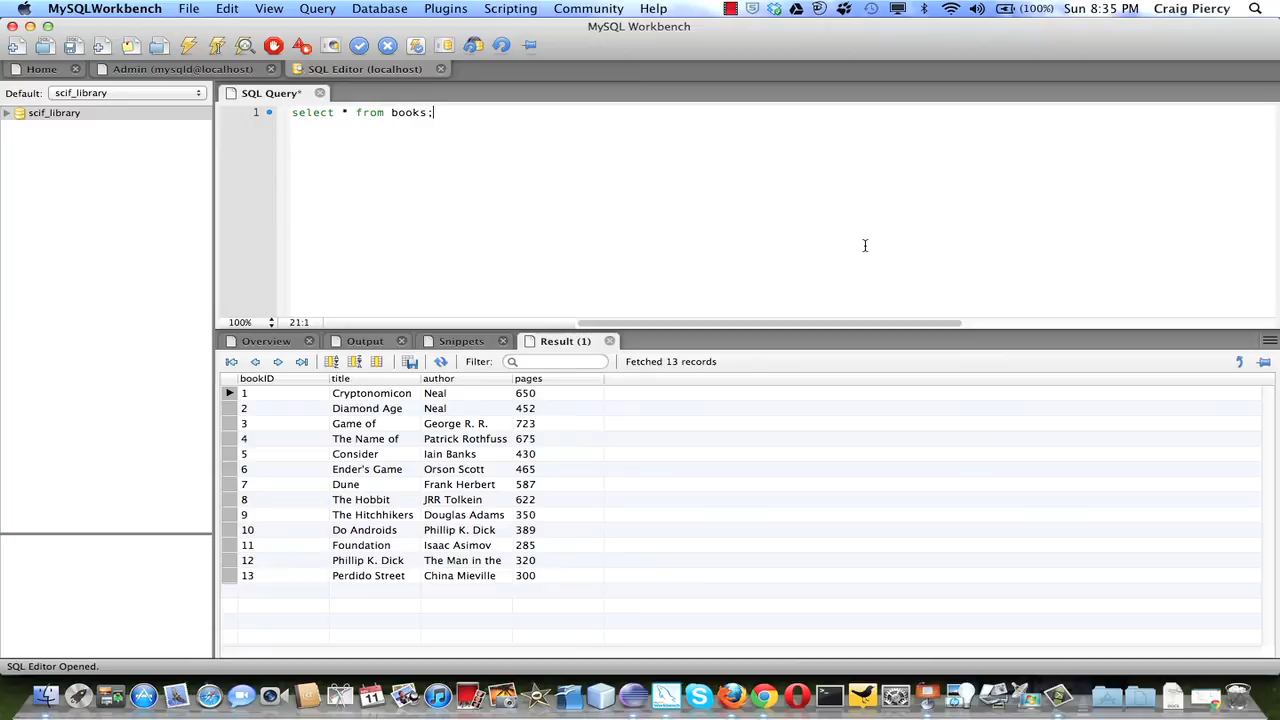 MySQLWorkbench File Edit View Query Database Plugins Scripting Community Help (100%) Sun 8:35 PM Craig Piercy
MySQL Workbench
Home Admin (mysqld@localhost) SQL Editor (localhost)
Default: scif_library SQL Query*
scif_library 1 select * from books;
100% 21:1
Overview Output Snippets Result (1)
Filter: Fetched 13 records
bookID title author pages
1 Cryptonomicon Neal 650
2 Diamond Age Neal 452
3 Game of George R. R. 723
4 The Name of Patrick Rothfuss 675
5 Consider Iain Banks 430
6 Ender's Game Orson Scott 465
7 Dune Frank Herbert 587
8 The Hobbit JRR Tolkein 622
9 The Hitchhikers Douglas Adams 350
10 Do Androids Phillip K. Dick 389
11 Foundation Isaac Asimov 285
12 Phillip K. Dick The Man in the 320
13 Perdido Street China Mieville 300
SQL Editor Opened.